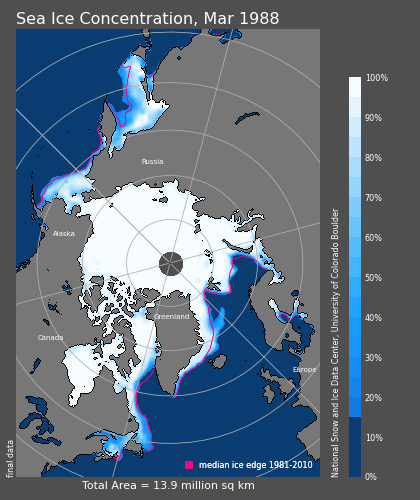 Sea Ice Concentration, Mar 1988
Russia
Alaska
Greenland
Canada
Europe
median ice edge 1981-2010
final data
Total Area = 13.9 million sq km
100%
90%
80%
70%
60%
50%
40%
30%
20%
10%
0%
National Snow and Ice Data Center, University of Colorado Boulder